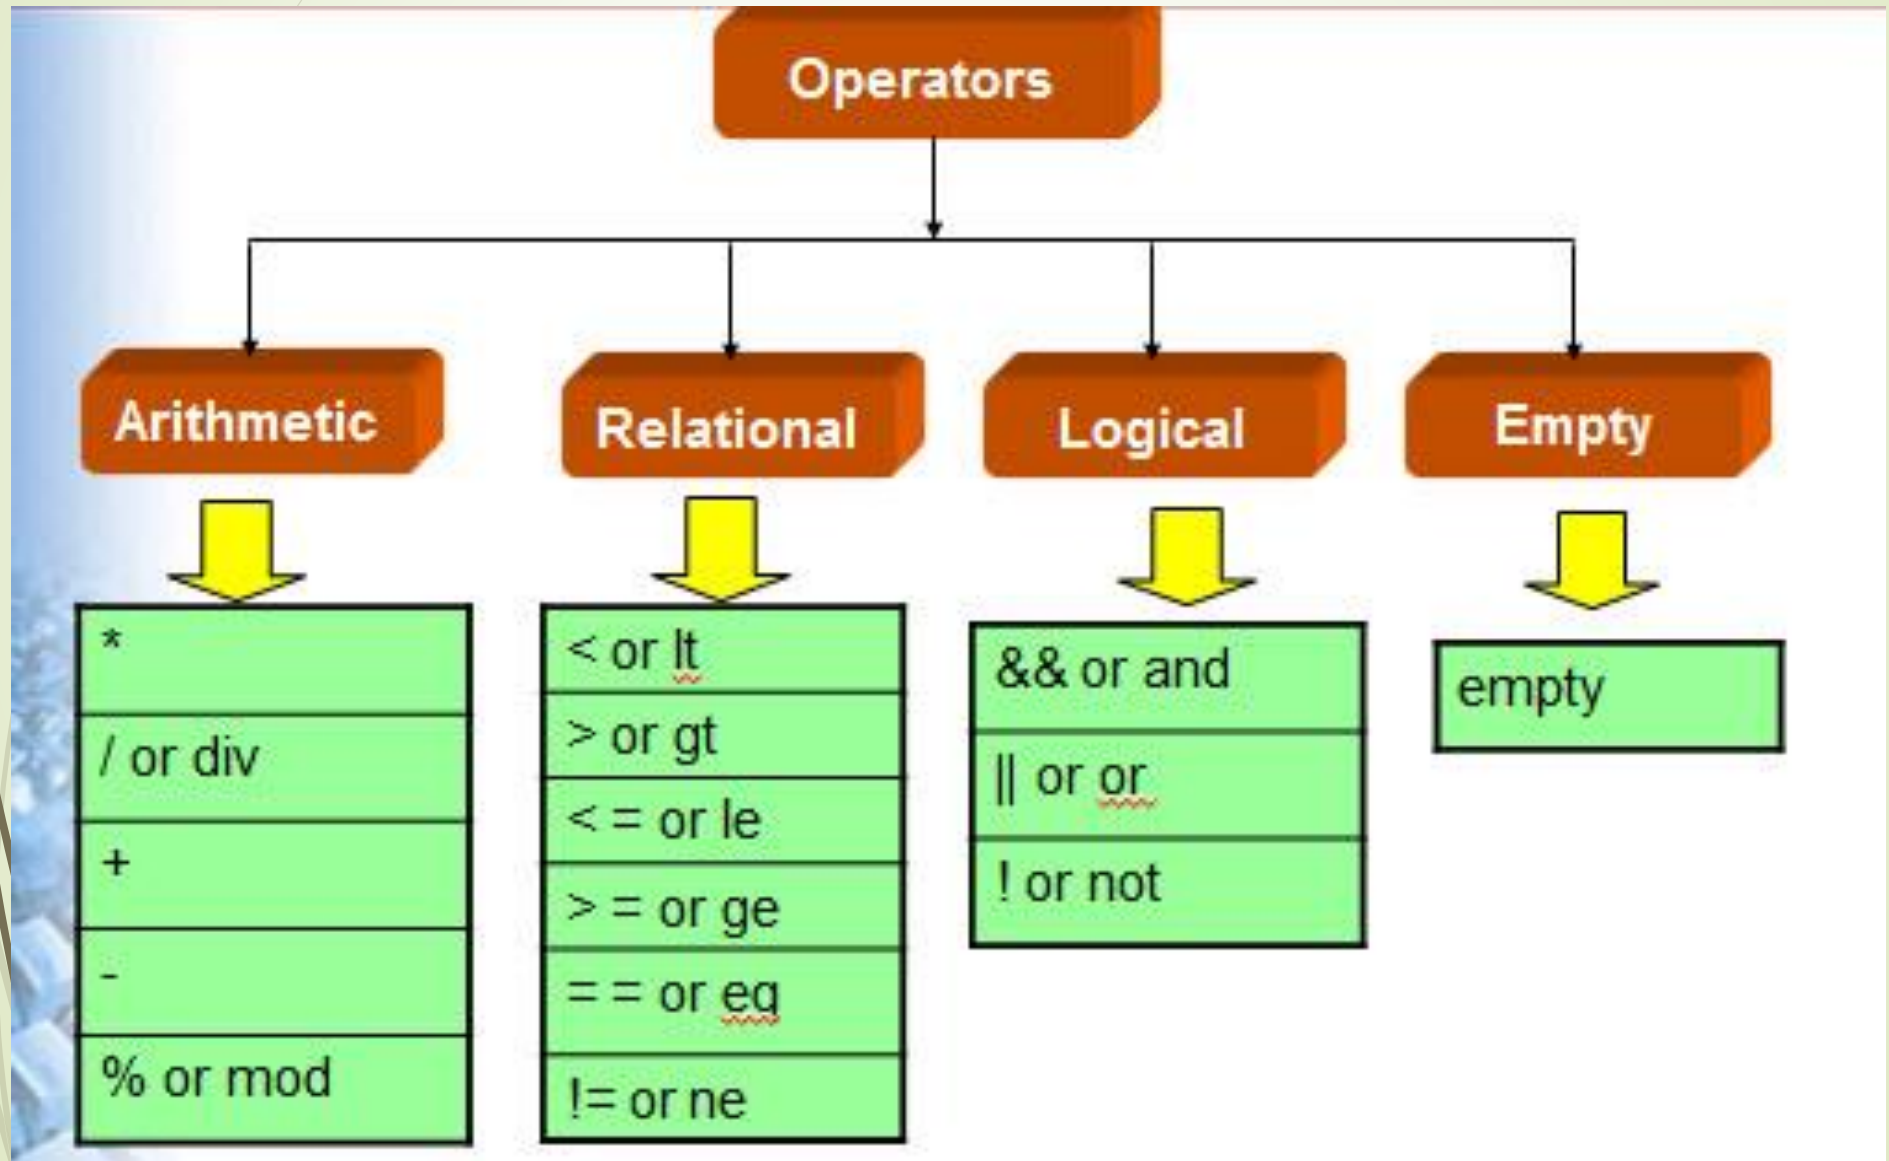 Operators
Arithmetic
Relational
Logical
Empty
*
/ or div
+
-
% or mod
< or lt
> or gt
< = or le
> = or ge
= = or eq
!= or ne
&& or and
|| or or
! or not
empty